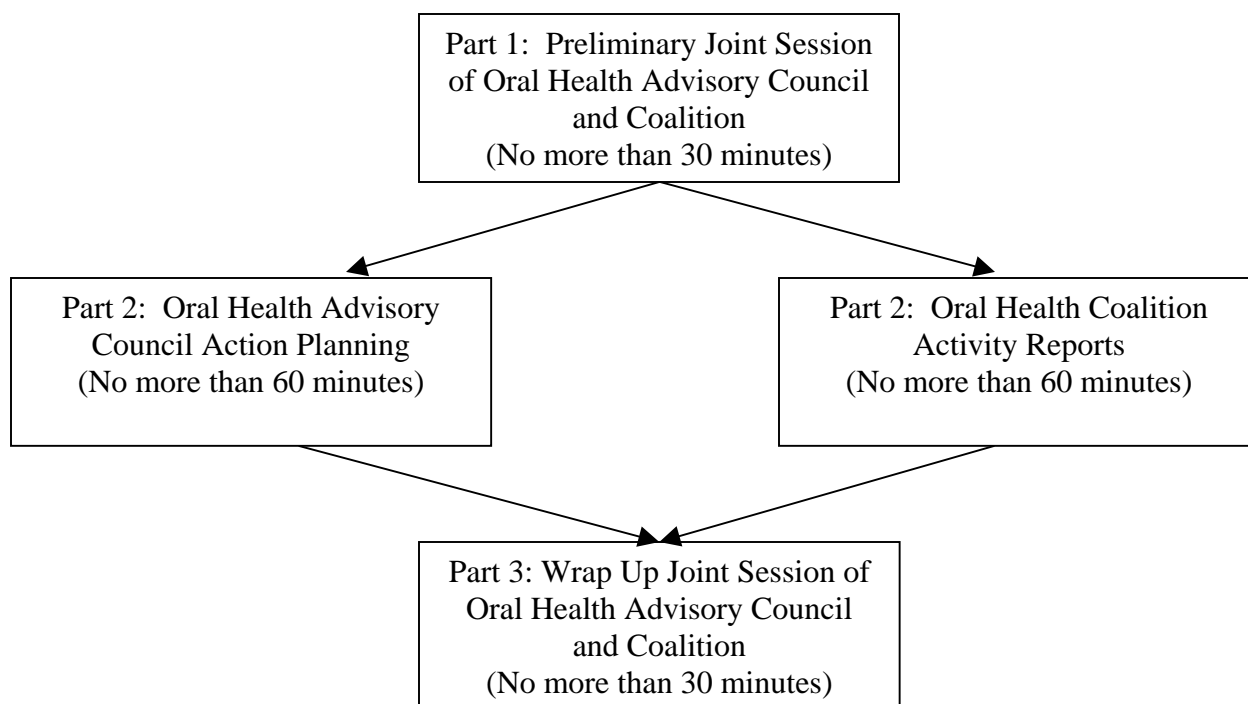 Part 1:  Preliminary Joint Session
of Oral Health Advisory Council
and Coalition
(No more than 30 minutes)
Part 2:  Oral Health Advisory
Council Action Planning
(No more than 60 minutes)
Part 2:  Oral Health Coalition
Activity Reports
(No more than 60 minutes)
Part 3: Wrap Up Joint Session of
Oral Health Advisory Council
and Coalition
(No more than 30 minutes)